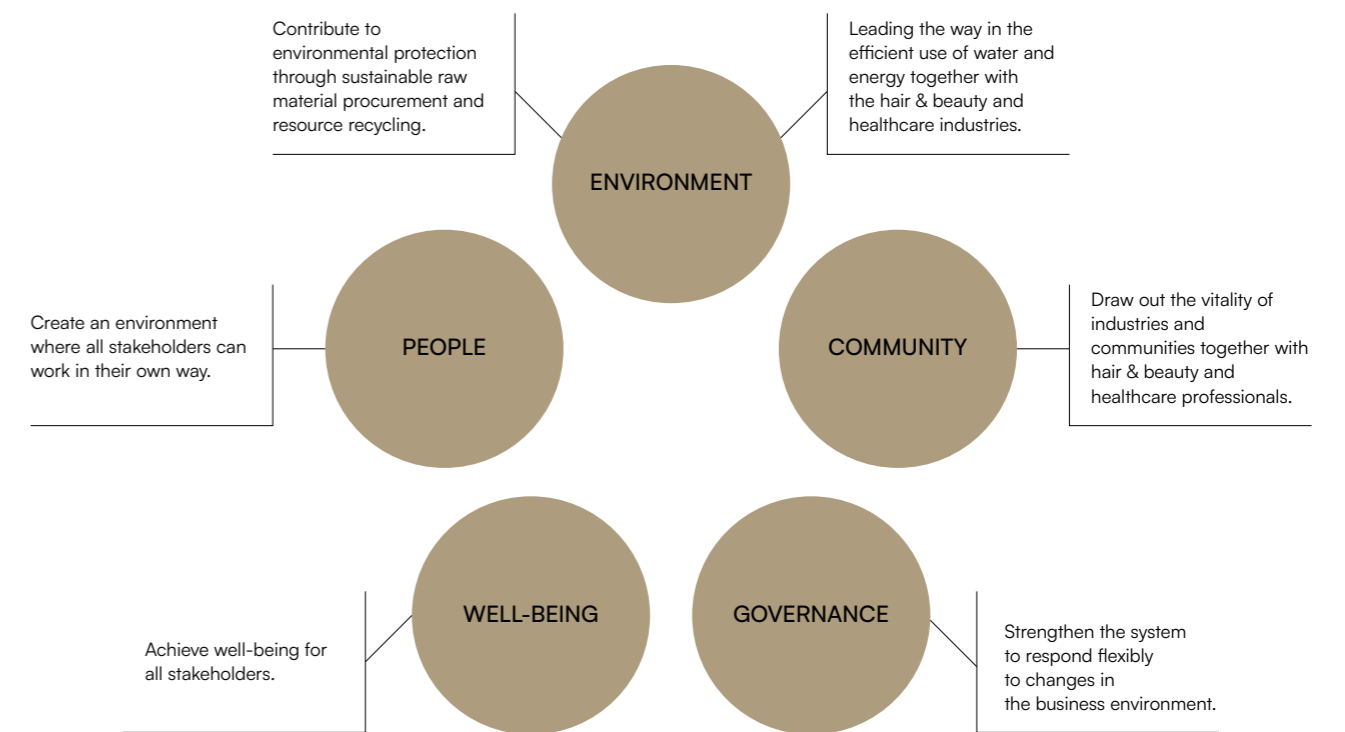 Contribute to
environmental protection
through sustainable raw
material procurement and
resource recycling.
Leading the way in the
efficient use of water and
energy together with
the hair & beauty and
healthcare industries.
ENVIRONMENT
Create an environment
where all stakeholders can
work in their own way.
PEOPLE
COMMUNITY
Draw out the vitality of
industries and
communities together with
hair & beauty and
healthcare professionals.
WELL-BEING
GOVERNANCE
Achieve well-being for
all stakeholders.
Strengthen the system
to respond flexibly
to changes in
the business environment.